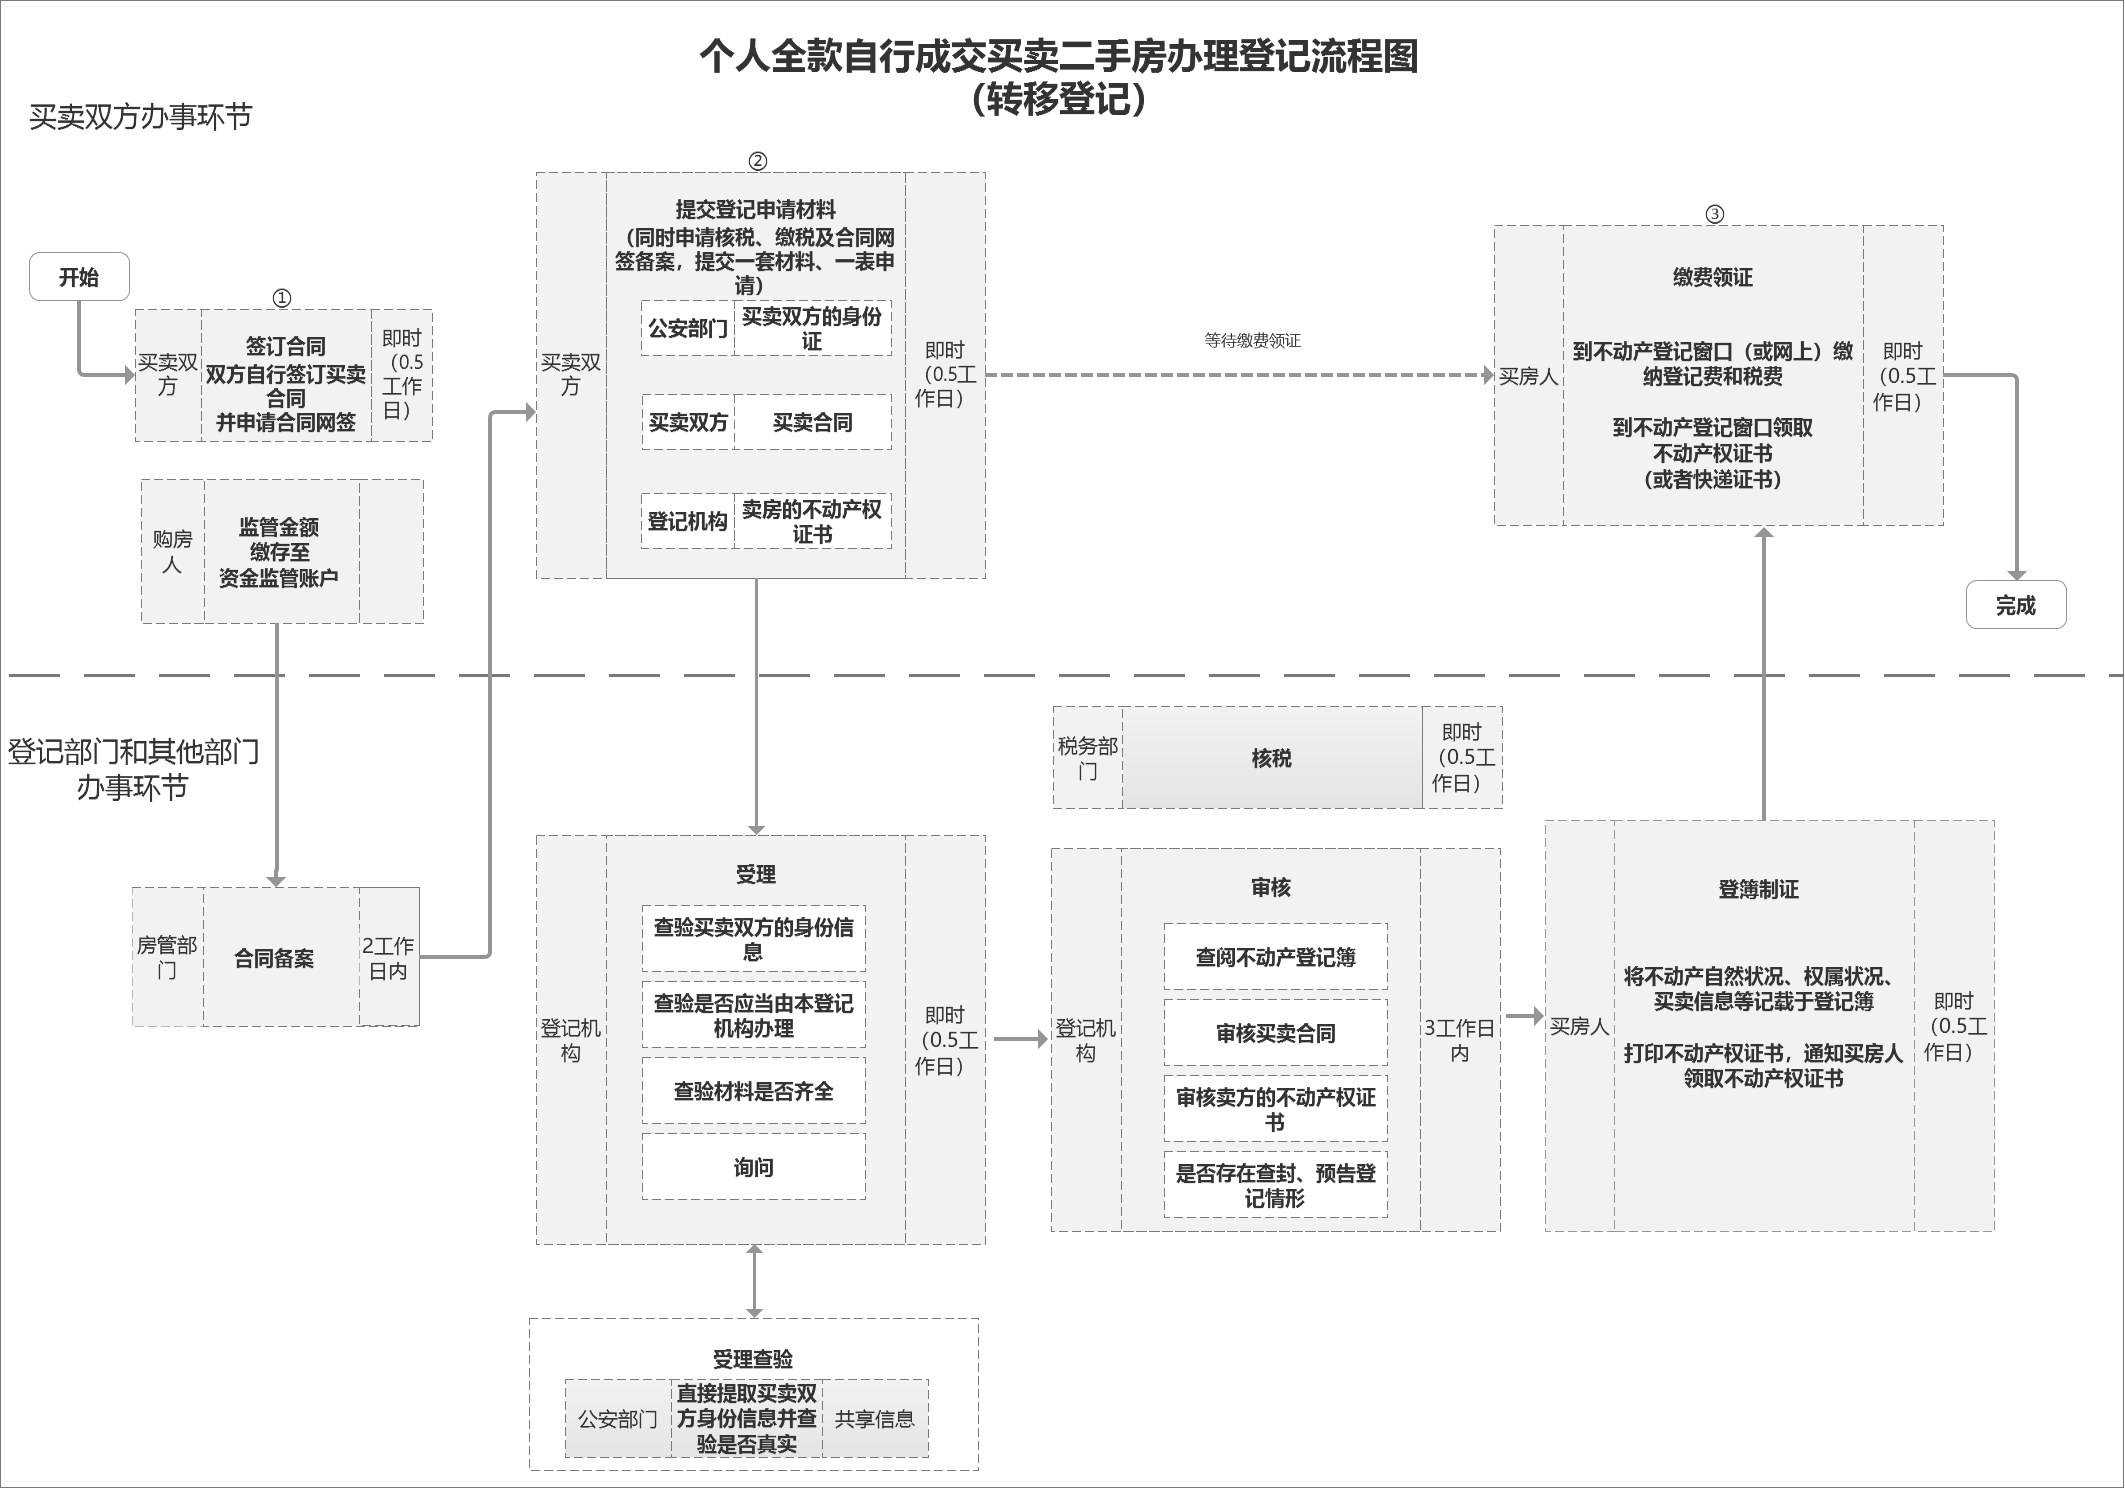 个人全款自行成交买卖二手房办理登记流程图
（转移登记）
买卖双方办事环节
开始
①
买卖双
方
签订合同
双方自行签订买卖
合同
并申请合同网签
即时
（0.5
工作
日）
购房
人
监管金额
缴存至
资金监管账户
②
买卖双
方
提交登记申请材料
（同时申请核税、缴税及合同网
签备案，提交一套材料、一表申
请）
公安部门
买卖双方的身份
证
买卖双方
买卖合同
登记机构
卖房的不动产权
证书
即时
（0.5工
作日）
等待缴费领证
③
买房人
缴费领证
到不动产登记窗口（或网上）缴
纳登记费和税费
到不动产登记窗口领取
不动产权证书
（或者快递证书）
即时
（0.5工
作日）
完成
登记部门和其他部门
办事环节
房管部
门
合同备案
2工作
日内
登记机
构
受理
查验买卖双方的身份信
息
查验是否应当由本登记
机构办理
查验材料是否齐全
询问
即时
（0.5工
作日）
受理查验
公安部门
直接提取买卖双
方身份信息并查
验是否真实
共享信息
税务部
门
核税
即时
（0.5工
作日）
登记机
构
审核
查阅不动产登记簿
审核买卖合同
审核卖方的不动产权证
书
是否存在查封、预告登
记情形
3工作日
内
买房人
登簿制证
将不动产自然状况、权属状况、
买卖信息等记载于登记簿
打印不动产权证书，通知买房人
领取不动产权证书
即时
（0.5工
作日）